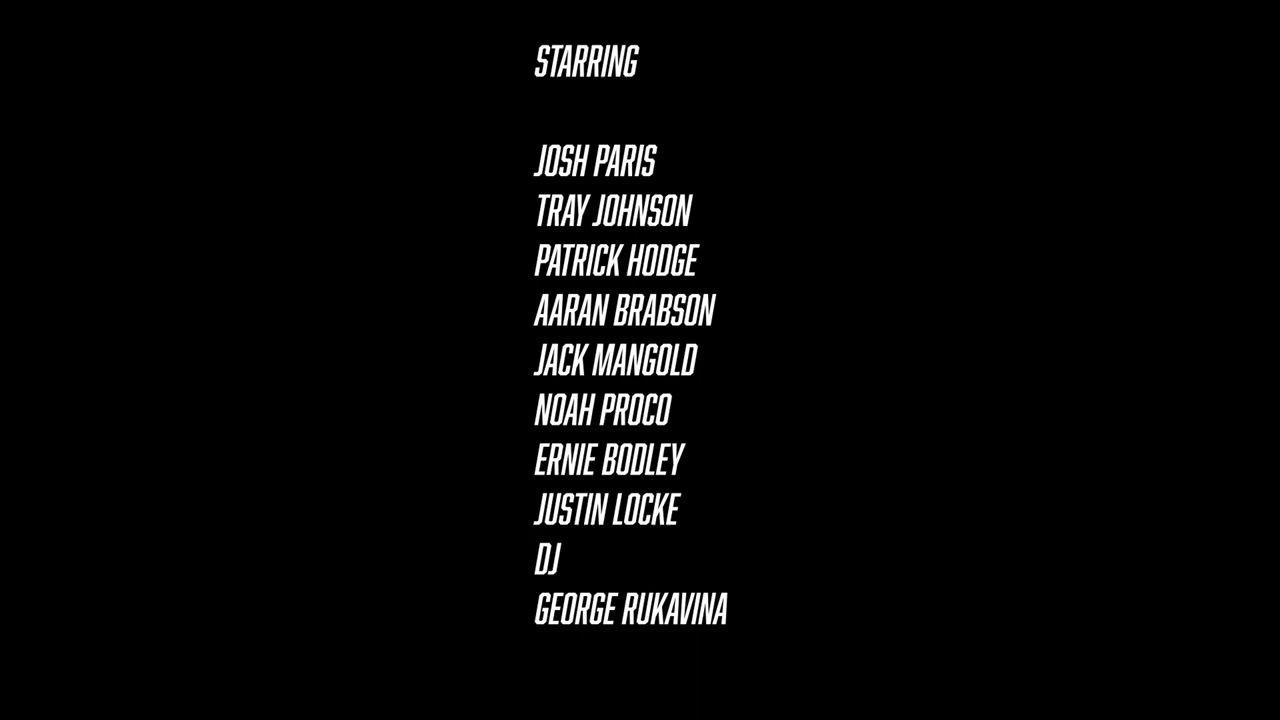 STARRING
JOSH PARIS
TRAY JOHNSON
PATRICK HODGE
AARAN BRABSON
JACK MANGOLD
NOAH PROCO
ERNIE BODLEY
JUSTIN LOCKE
DJ
GEORGE RUKAVINA